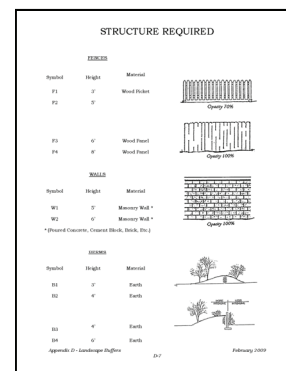 STRUCTURE REQUIRED
FENCES
Symbol Height Material
F1 3' Wood Picket
F2 5'
Opacity 70%
F3 6' Wood Panel
F4 8' Wood Panel
Opacity 100%
WALLS
Symbol Height Material
W1 5' Masonry Wall *
W2 6' Masonry Wall *
* (Poured Concrete, Cement Block, Brick, Etc.)
Opacity 100%
BERMS
Symbol Height Material
B1 3' Earth
B2 4' Earth
B3 4' Earth
B4 6' Earth
Appendix D - Landscape Buffers February 2009
D-7